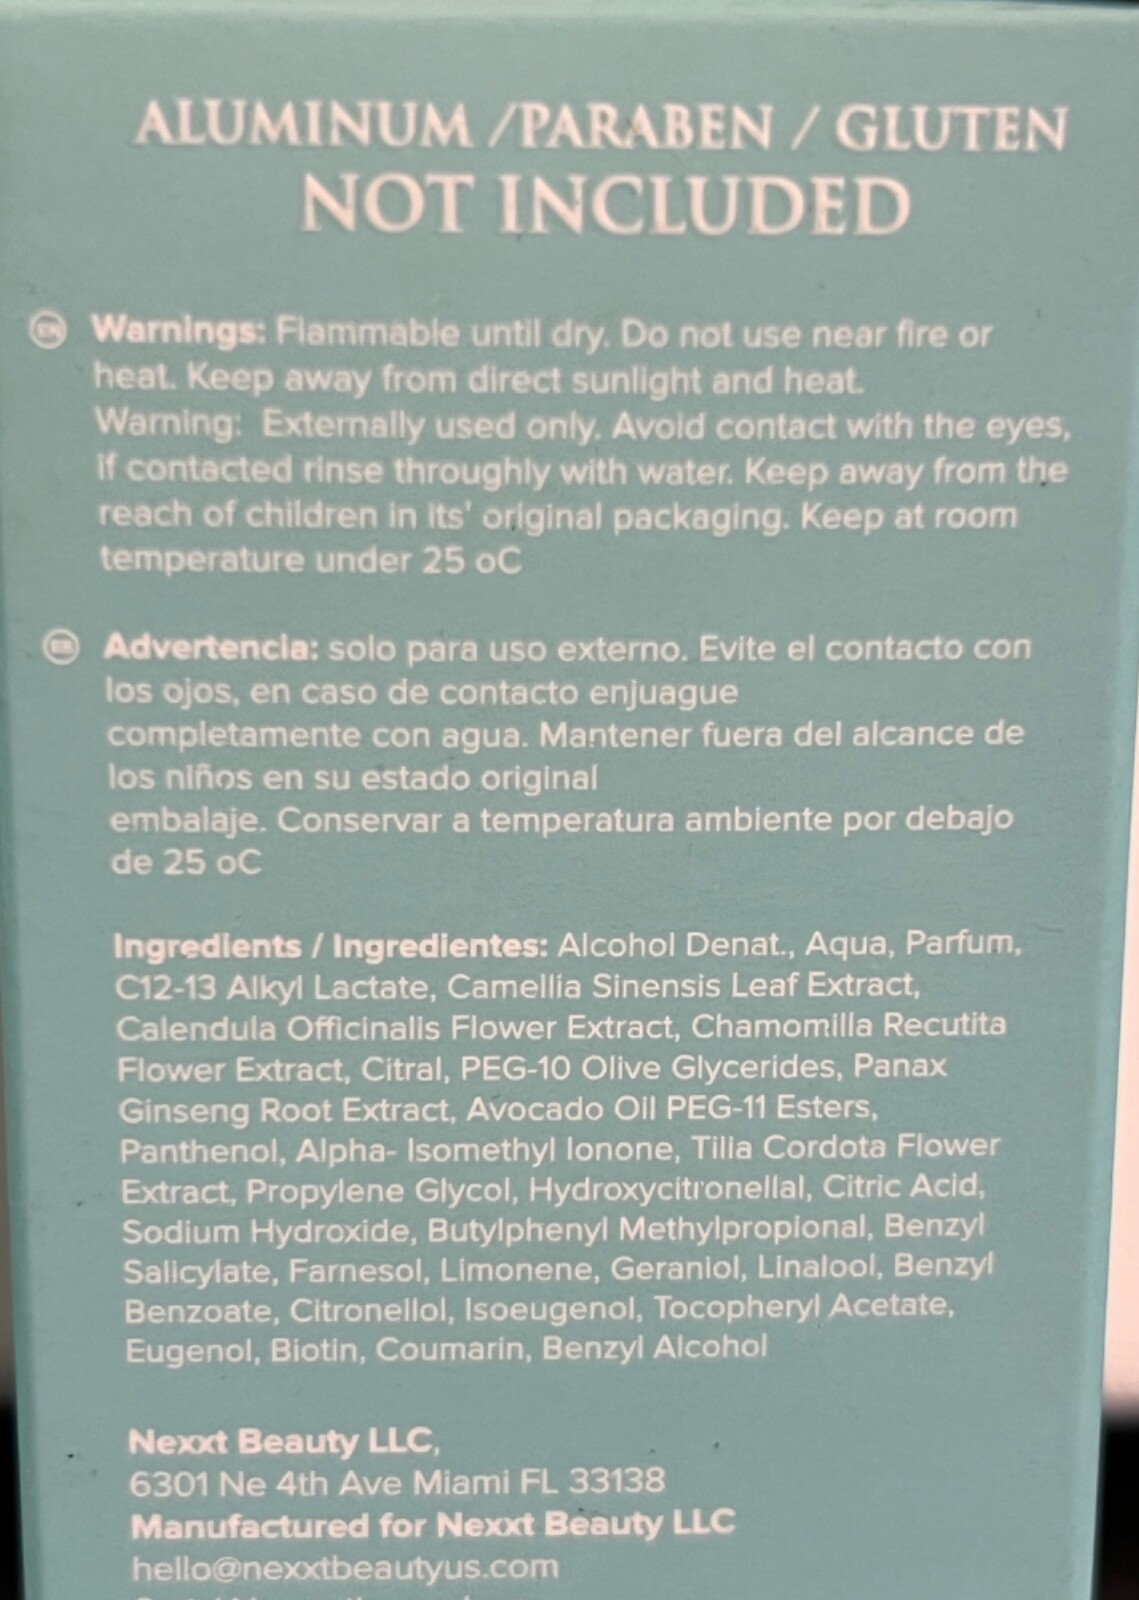 ALUMINUM /PARABEN / GLUTEN
NOT INCLUDED
EN Warnings: Flammable until dry. Do not use near fire or
heat. Keep away from direct sunlight and heat.
Warning: Externally used only. Avoid contact with the eyes,
if contacted rinse throughly with water. Keep away from the
reach of children in its' original packaging. Keep at room
temperature under 25 oC
Advertencia: solo para uso externo. Evite el contacto con
los ojos, en caso de contacto enjuague
completamente con agua. Mantener fuera del alcance de
los niños en su estado original
embalaje. Conservar a temperatura ambiente por debajo
de 25 oC
Ingredients / Ingredientes: Alcohol Denat., Aqua, Parfum,
C12-13 Alkyl Lactate, Camellia Sinensis Leaf Extract,
Calendula Officinalis Flower Extract, Chamomilla Recutita
Flower Extract, Citral, PEG-10 Olive Glycerides, Panax
Ginseng Root Extract, Avocado Oil PEG-11 Esters,
Panthenol, Alpha- Isomethyl Ionone, Tilia Cordota Flower
Extract, Propylene Glycol, Hydroxycitronellal, Citric Acid,
Sodium Hydroxide, Butylphenyl Methylpropional, Benzyl
Salicylate, Farnesol, Limonene, Geraniol, Linalool, Benzyl
Benzoate, Citronellol, Isoeugenol, Tocopheryl Acetate,
Eugenol, Biotin, Coumarin, Benzyl Alcohol
Nexxt Beauty LLC,
6301 Ne 4th Ave Miami FL 33138
Manufactured for Nexxt Beauty LLC
hello@nexxtbeautyus.com